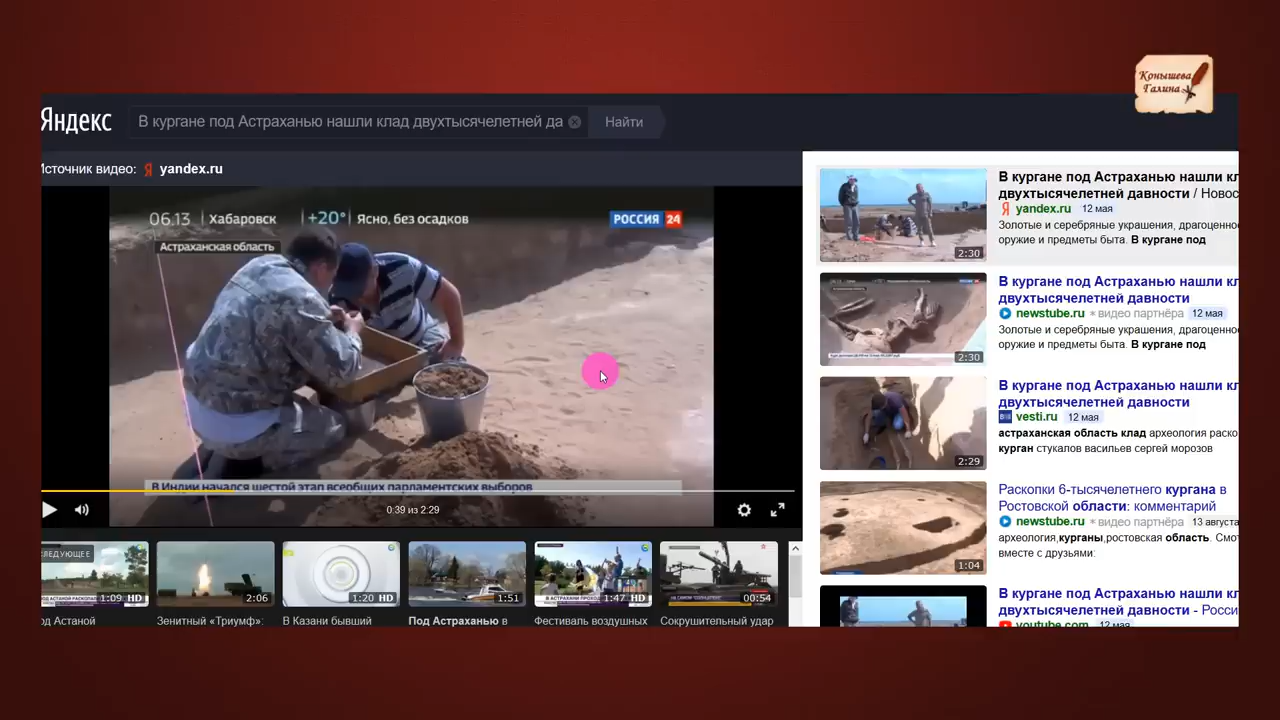 Конышева
Галина
Яндекс
В кургане под Астраханью нашли клад двухтысячелетней да
Найти
Источник видео: yandex.ru
06.13 Хабаровск +20° Ясно, без осадков
РОССИЯ 24
Астраханская область
В Индии начался шестой этап всеобщих парламентских выборов
0:39 из 2:29
1:09 HD
од Астаной
2:06
Зенитный «Триумф»:
1:20 HD
В Казани бывший
1:51
Под Астраханью в
1:47 HD
Фестиваль воздушных
00:54
Сокрушительный удар
2:30
В кургане под Астраханью нашли кл
двухтысячелетней давности / Новос
yandex.ru 12 мая
Золотые и серебряные украшения, драгоценно
оружие и предметы быта. В кургане под
2:30
В кургане под Астраханью нашли кл
двухтысячелетней давности
newstube.ru видео партнёра 12 мая
Золотые и серебряные украшения, драгоценно
оружие и предметы быта. В кургане под
2:29
В кургане под Астраханью нашли кл
двухтысячелетней давности
vesti.ru 12 мая
астраханская область клад археология раско
курган стукалов васильев сергей морозов
1:04
Раскопки 6-тысячелетнего кургана в
Ростовской области: комментарий
newstube.ru видео партнёра 13 августа
археология,курганы,ростовская область. Смот
вместе с друзьями:
В кургане под Астраханью нашли кл
двухтысячелетней давности - Росси
youtube.com 12 мая